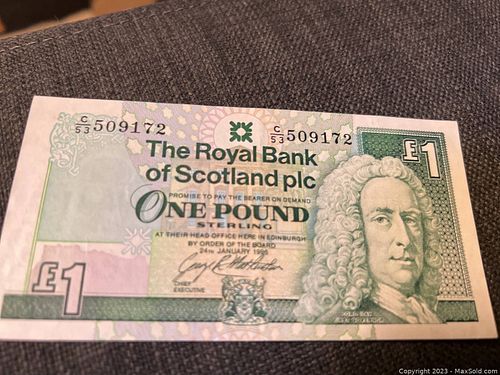 C/53 509172 C/53 509172
The Royal Bank
of Scotland plc
£1
PROMISE TO PAY THE BEARER ON DEMAND
ONE POUND
STERLING
AT THEIR HEAD OFFICE HERE IN EDINBURGH
BY ORDER OF THE BOARD
24TH JANUARY
£1
CHIEF
EXECUTIVE
Copyright 2023 - MaxSold.com